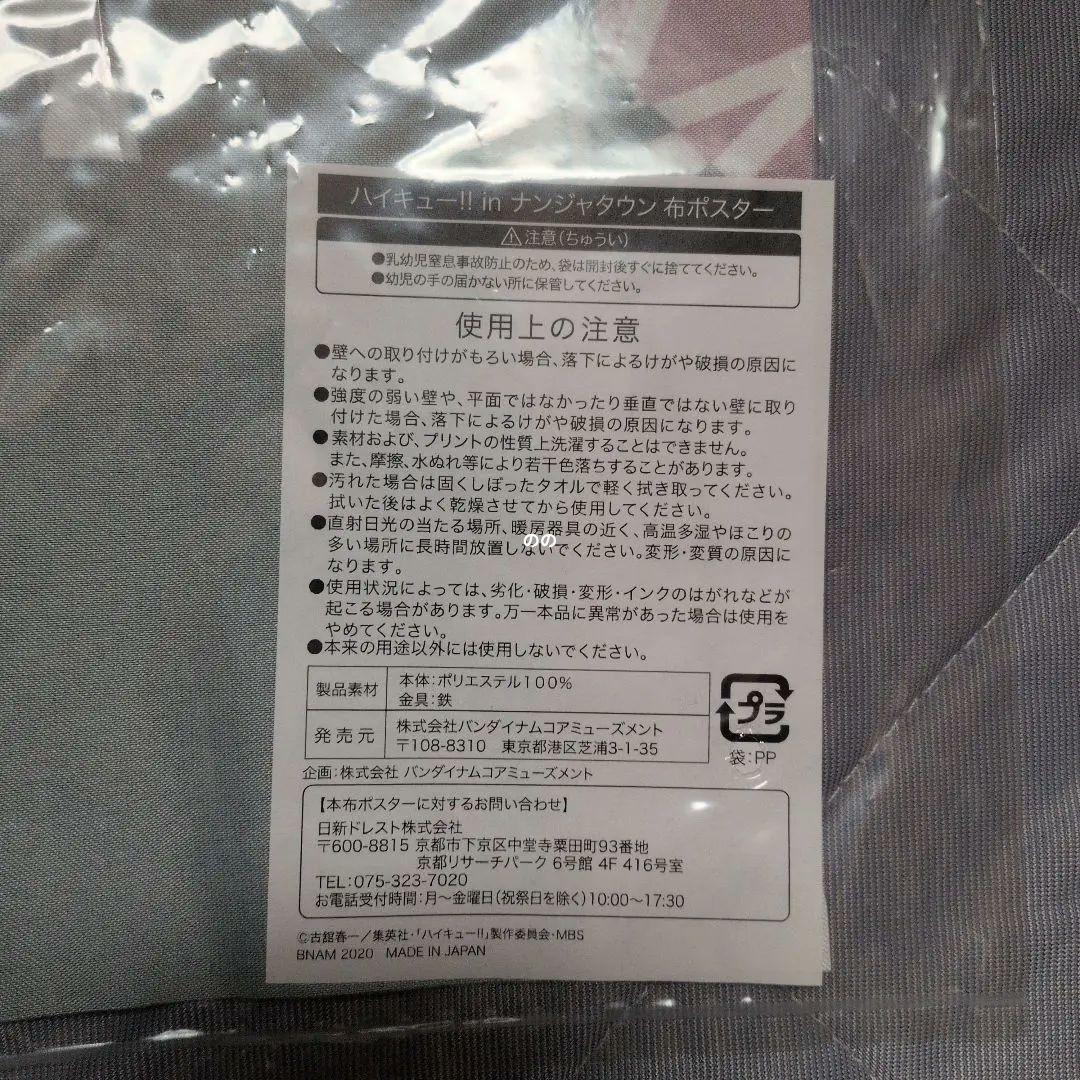 ハイキュー!! in ナンジャタウン 布ポスター
⚠注意(ちゅうい)
●乳幼児窒息事故防止のため、袋は開封後すぐに捨ててください。
●幼児の手の届かない所に保管してください。
使用上の注意
●壁への取り付けがもろい場合、落下によるけがや破損の原因に
なります。
●強度の弱い壁や、平面ではなかったり垂直ではない壁に取り
付けた場合、落下によるけがや破損の原因になります。
●素材および、プリントの性質上洗濯することはできません。
また、摩擦、水ぬれ等により若干色落ちすることがあります。
●汚れた場合は固くしぼったタオルで軽く拭き取ってください。
拭いた後はよく乾燥させてから使用してください。
●直射日光の当たる場所、暖房器具の近く、高温多湿やほこりの
多い場所に長時間放置しないでください。変形・変質の原因に
なります。
のの
●使用状況によっては、劣化・破損・変形・インクのはがれなどが
起こる場合があります。万一本品に異常があった場合は使用を
やめてください。
●本来の用途以外には使用しないでください。
製品素材 本体:ポリエステル100%
金具:鉄
発売元 株式会社バンダイナムコアミューズメント
〒108-8310 東京都港区芝浦3-1-35
プラ
袋:PP
企画:株式会社 バンダイナムコアミューズメント
【本布ポスターに対するお問い合わせ】
日新ドレスト株式会社
〒600-8815 京都市下京区中堂寺粟田町93番地
京都リサーチパーク 6号館 4F 416号室
TEL:075-323-7020
お電話受付時間:月〜金曜日(祝祭日を除く)10:00〜17:30
©古舘春一/集英社・「ハイキュー!!」製作委員会・MBS
BNAM 2020 MADE IN JAPAN